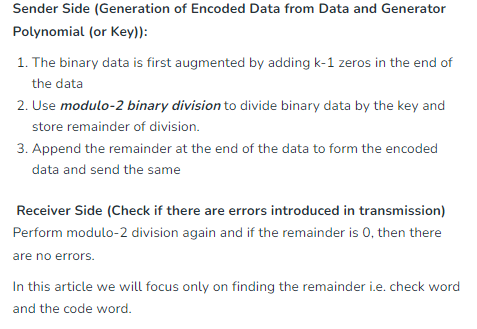 Sender Side (Generation of Encoded Data from Data and Generator
Polynomial (or Key)):
1. The binary data is first augmented by adding k-1 zeros in the end of
the data
2. Use modulo-2 binary division to divide binary data by the key and
store remainder of division.
3. Append the remainder at the end of the data to form the encoded
data and send the same
Receiver Side (Check if there are errors introduced in transmission)
Perform modulo-2 division again and if the remainder is 0, then there
are no errors.
In this article we will focus only on finding the remainder i.e. check word
and the code word.